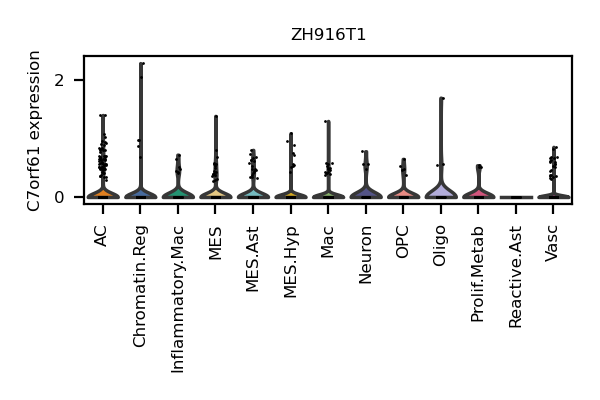 ZH916T1
C7orf61 expression
2
0
AC
Chromatin.Reg
Inflammatory.Mac
MES
MES.Ast
MES.Hyp
Mac
Neuron
OPC
Oligo
Prolif.Metab
Reactive.Ast
Vasc